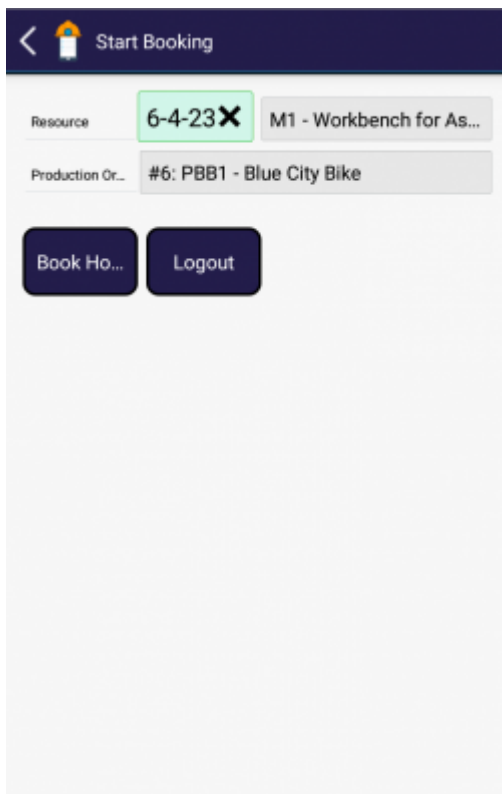 Start Booking
Resource 6-4-23 M1 - Workbench for As...
Production Or... #6: PBB1 - Blue City Bike
Book Ho... Logout